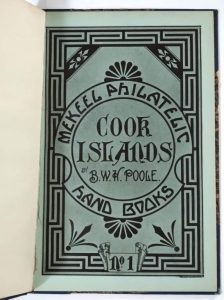 MEKEEL PHILATELIC
COOK
ISLANDS
BY
B.W.H. POOLE.
HAND BOOKS
No 1